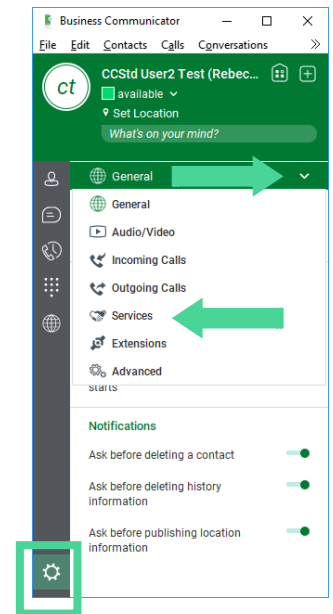 Business Communicator
File Edit Contacts Calls Conversations
ct
CCStd User2 Test (Rebec...
available
Set Location
What's on your mind?
General
General
Audio/Video
Incoming Calls
Outgoing Calls
Services
Extensions
Advanced
starts
Notifications
Ask before deleting a contact
Ask before deleting history
information
Ask before publishing location
information